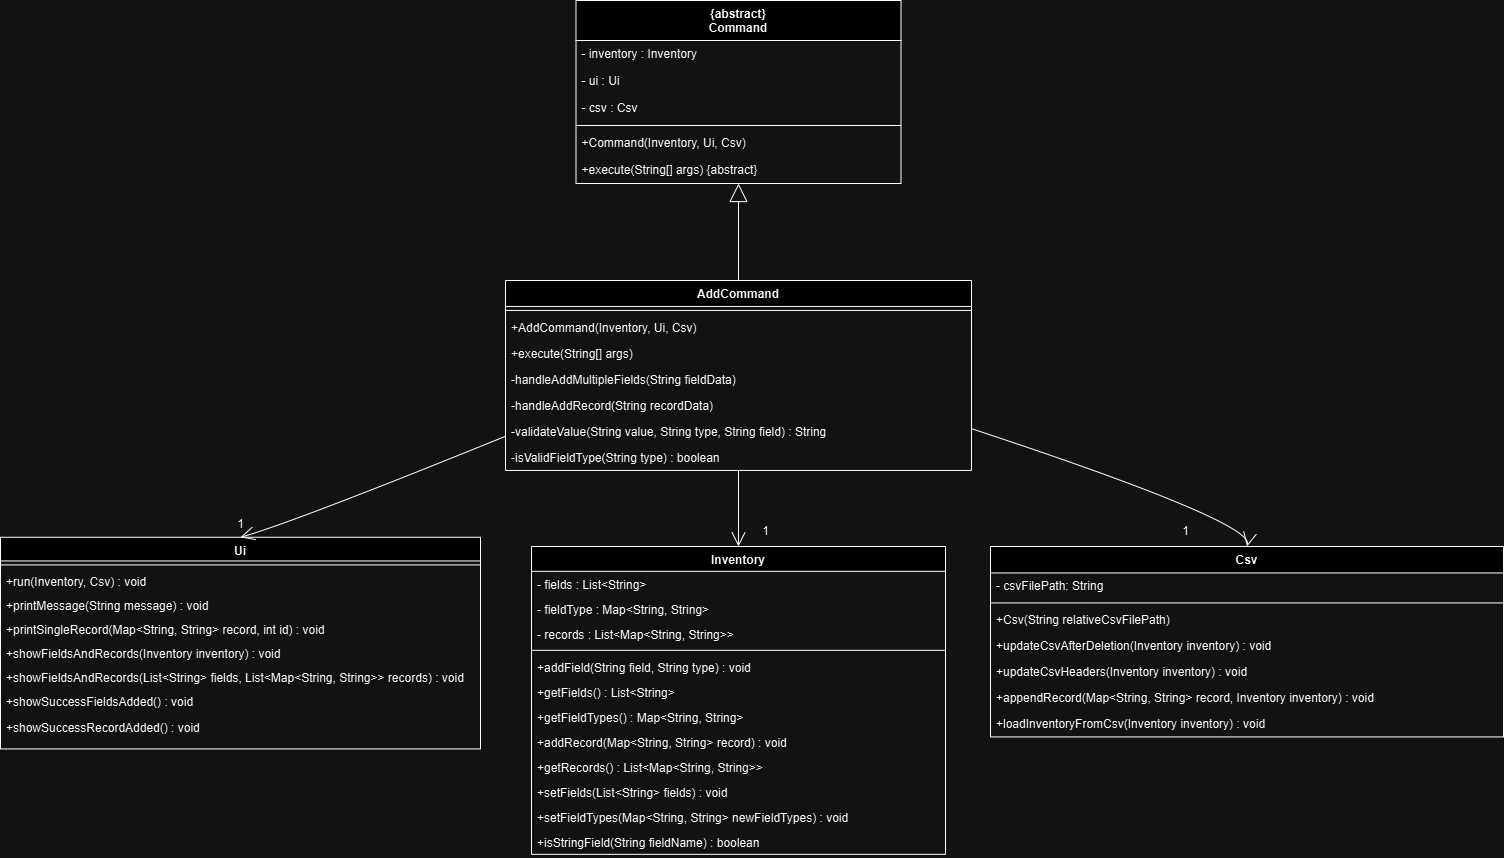 {abstract}
Command
- inventory : Inventory
- ui : Ui
- csv : Csv
+Command(Inventory, Ui, Csv)
+execute(String[] args) {abstract}
AddCommand
+AddCommand(Inventory, Ui, Csv)
+execute(String[] args)
-handleAddMultipleFields(String fieldData)
-handleAddRecord(String recordData)
-validateValue(String value, String type, String field) : String
-isValidFieldType(String type) : boolean
1
Ui
+run(Inventory, Csv) : void
+printMessage(String message) : void
+printSingleRecord(Map<String, String> record, int id) : void
+showFieldsAndRecords(Inventory inventory) : void
+showFieldsAndRecords(List<String> fields, List<Map<String, String>> records) : void
+showSuccessFieldsAdded() : void
+showSuccessRecordAdded() : void
1
Inventory
- fields : List<String>
- fieldType : Map<String, String>
- records : List<Map<String, String>>
+addField(String field, String type) : void
+getFields() : List<String>
+getFieldTypes() : Map<String, String>
+addRecord(Map<String, String> record) : void
+getRecords() : List<Map<String, String>>
+setFields(List<String> fields) : void
+setFieldTypes(Map<String, String> newFieldTypes) : void
+isStringField(String fieldName) : boolean
1
Csv
- csvFilePath: String
+Csv(String relativeCsvFilePath)
+updateCsvAfterDeletion(Inventory inventory) : void
+updateCsvHeaders(Inventory inventory) : void
+appendRecord(Map<String, String> record, Inventory inventory) : void
+loadInventoryFromCsv(Inventory inventory) : void